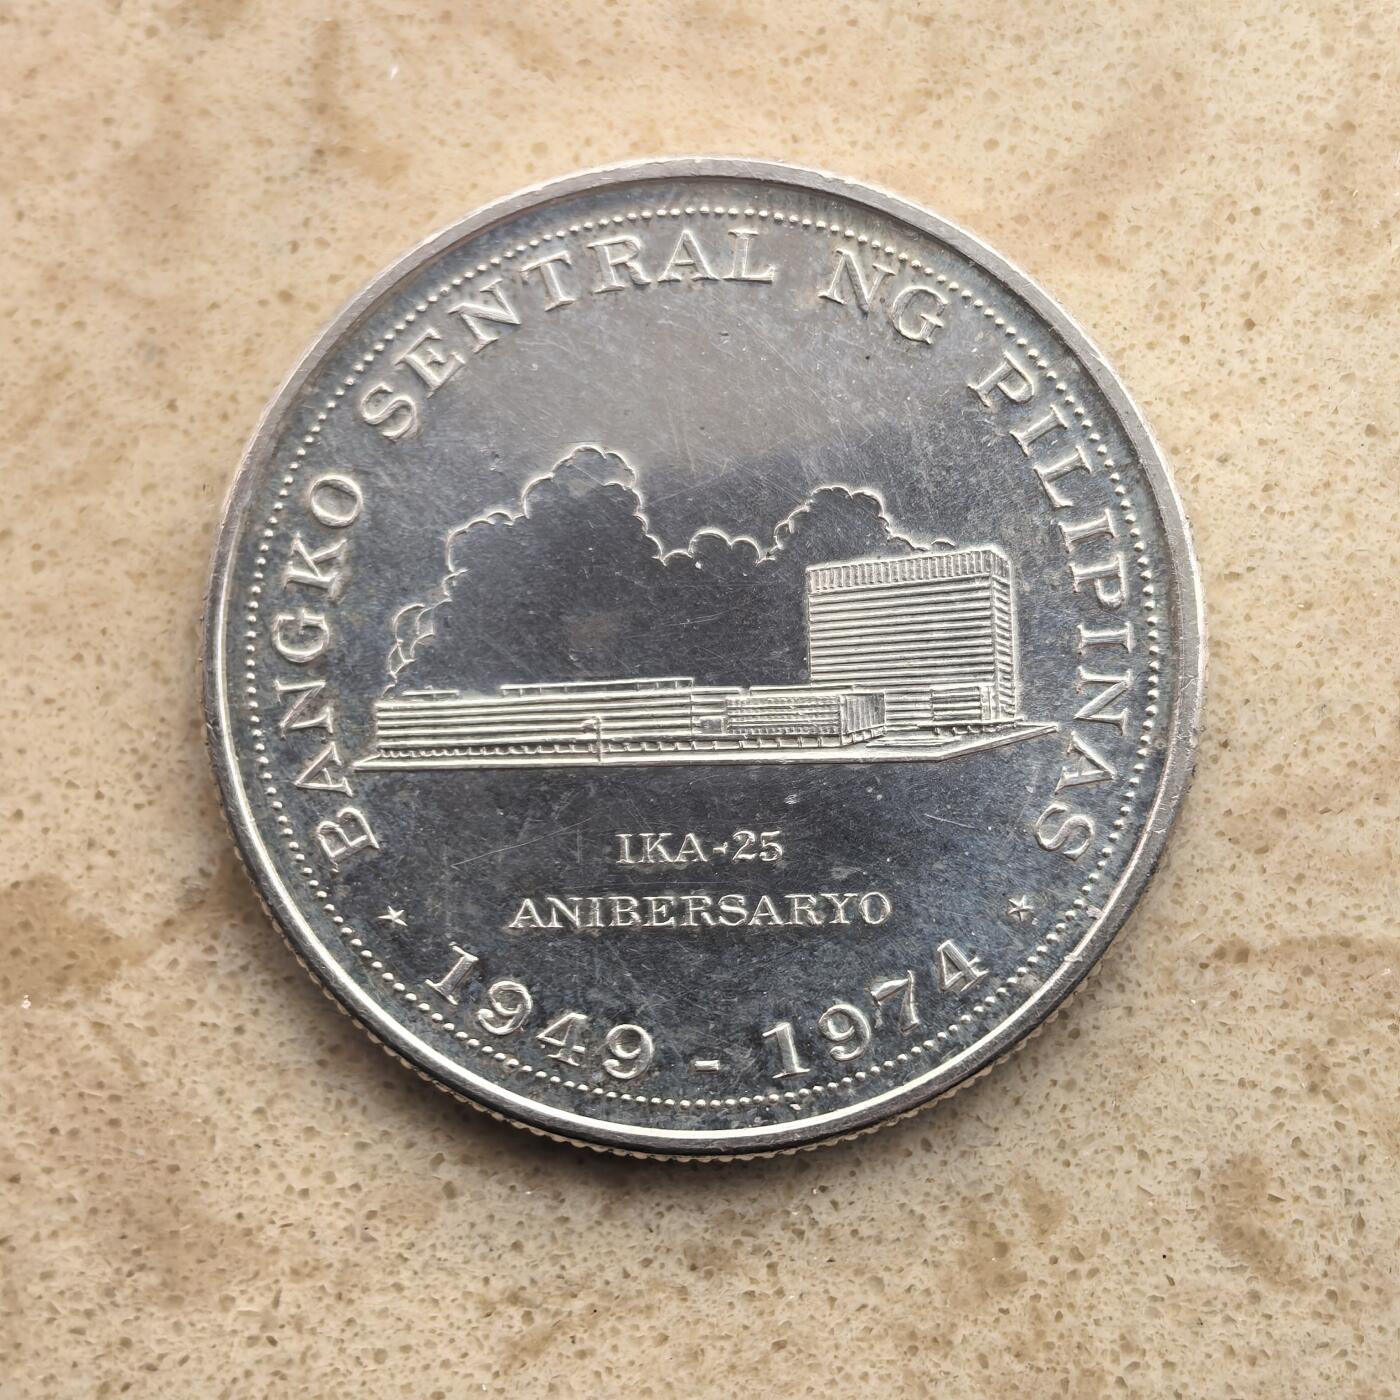 BANGKO SENTRAL NG PILIPINAS
IKA-25
ANIBERSARYO
1949 - 1974